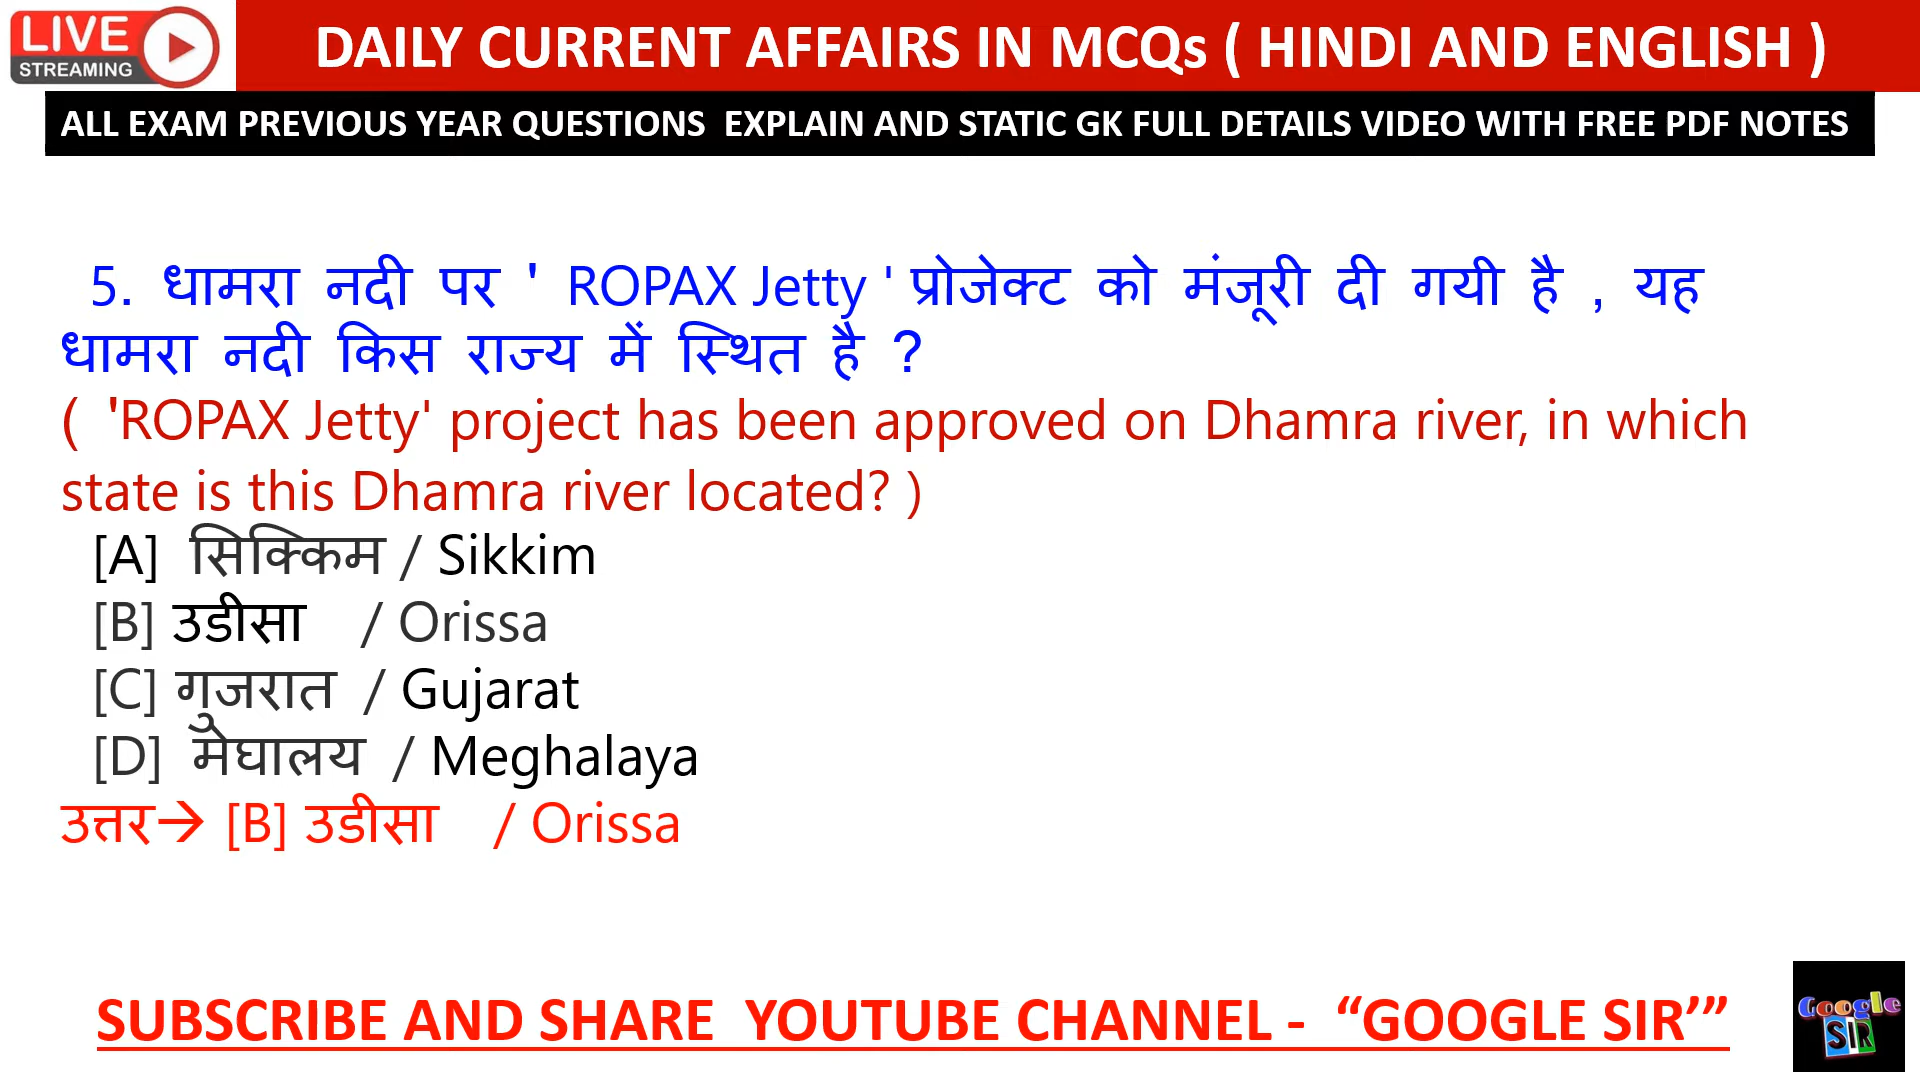 LIVE
STREAMING
DAILY CURRENT AFFAIRS IN MCQs ( HINDI AND ENGLISH )
ALL EXAM PREVIOUS YEAR QUESTIONS EXPLAIN AND STATIC GK FULL DETAILS VIDEO WITH FREE PDF NOTES
5. धामरा नदी पर ' ROPAX Jetty ' प्रोजेक्ट को मंजूरी दी गयी है , यह
धामरा नदी किस राज्य में स्थित है ?
( 'ROPAX Jetty' project has been approved on Dhamra river, in which
state is this Dhamra river located? )
[A] सिक्किम / Sikkim
[B] उडीसा / Orissa
[C] गुजरात / Gujarat
[D] मेघालय / Meghalaya
उत्तर→ [B] उडीसा / Orissa
SUBSCRIBE AND SHARE YOUTUBE CHANNEL - “GOOGLE SIR’”
Google
SIR